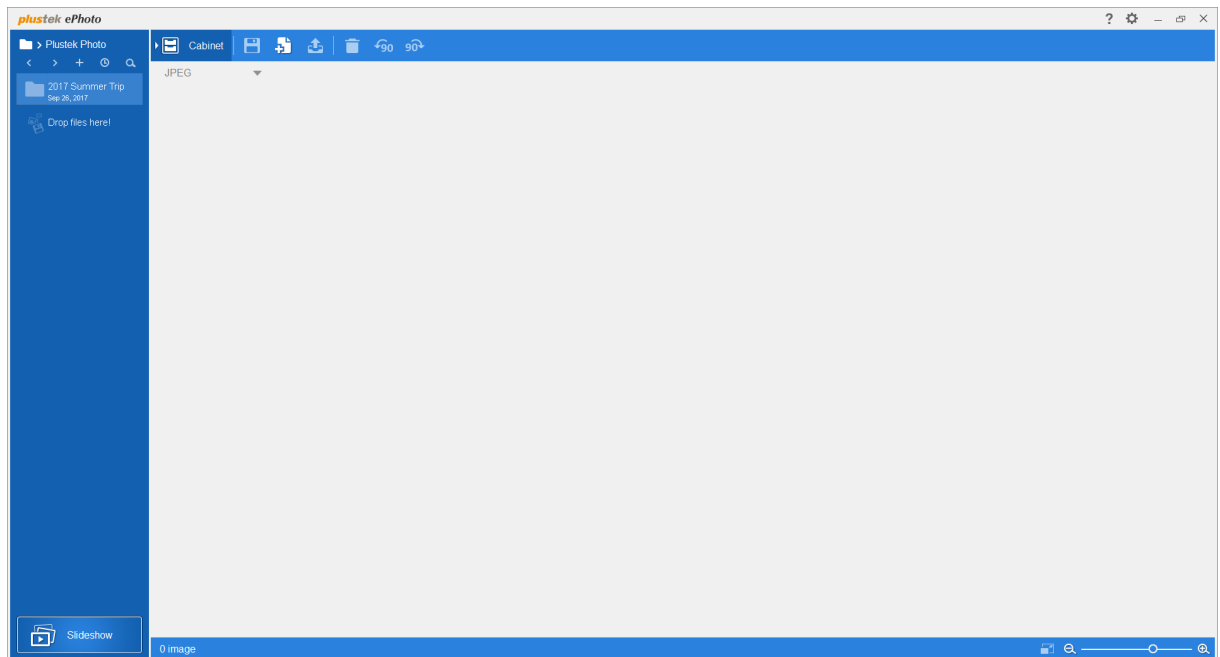 plustek ePhoto
?
> Plustek Photo
Cabinet
90 90
JPEG
2017 Summer Trip
Sep 26, 2017
Drop files here!
Slideshow
0 image